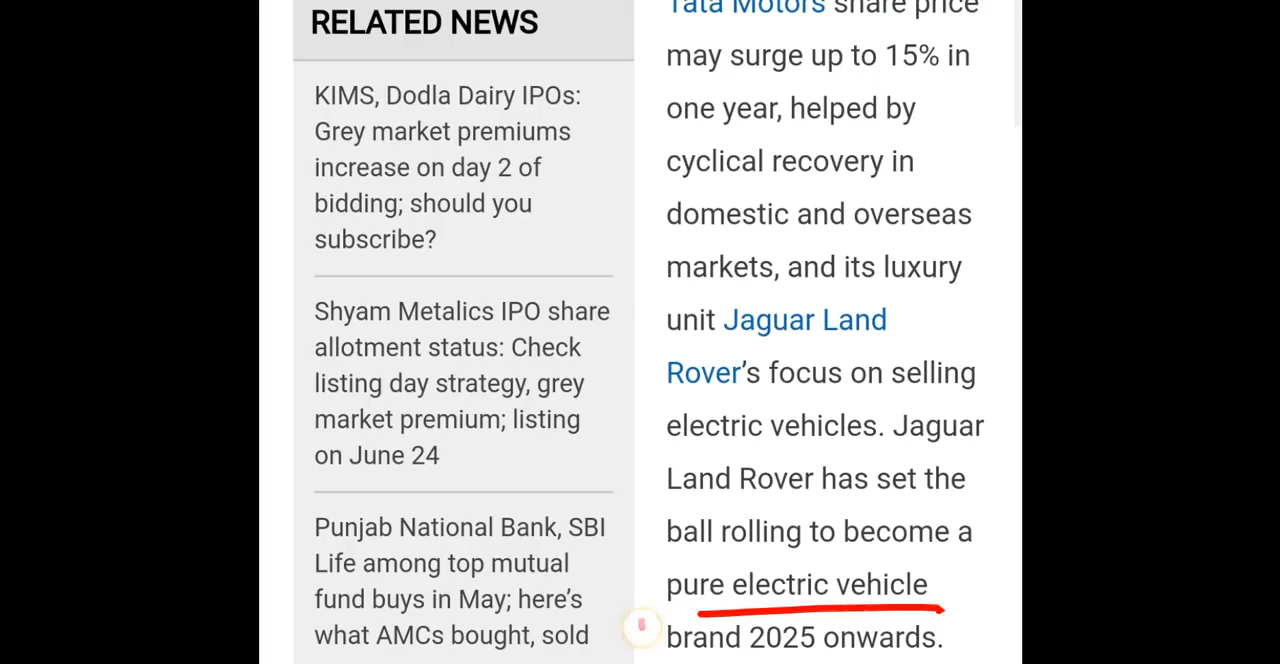 RELATED NEWS
KIMS, Dodla Dairy IPOs:
Grey market premiums
increase on day 2 of
bidding; should you
subscribe?
Shyam Metalics IPO share
allotment status: Check
listing day strategy, grey
market premium; listing
on June 24
Punjab National Bank, SBI
Life among top mutual
fund buys in May; here's
what AMCs bought, sold
Tata Motors share price
may surge up to 15% in
one year, helped by
cyclical recovery in
domestic and overseas
markets, and its luxury
unit Jaguar Land
Rover's focus on selling
electric vehicles. Jaguar
Land Rover has set the
ball rolling to become a
pure electric vehicle
brand 2025 onwards.